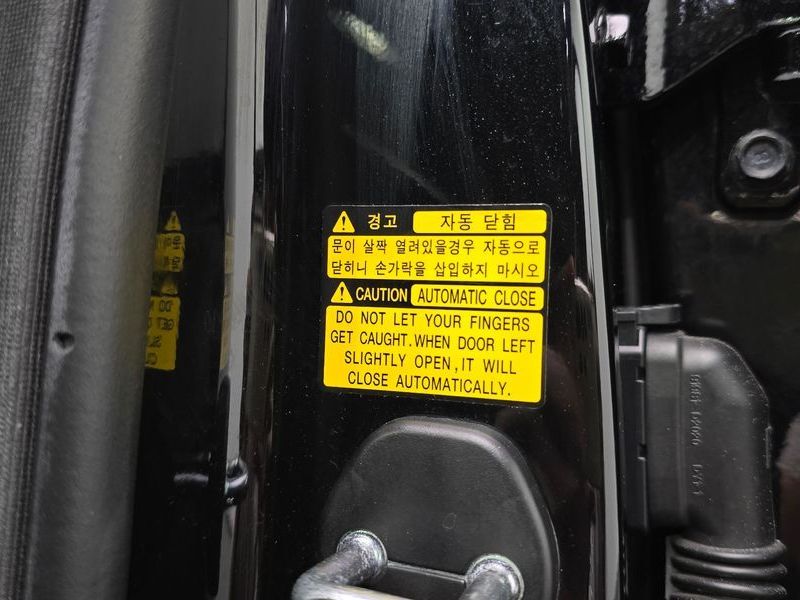 경고 자동 닫힘
문이 살짝 열려있을경우 자동으로
닫히니 손가락을 삽입하지 마시오
CAUTION AUTOMATIC CLOSE
DO NOT LET YOUR FINGERS
GET CAUGHT.WHEN DOOR LEFT
SLIGHTLY OPEN,IT WILL
CLOSE AUTOMATICALLY.